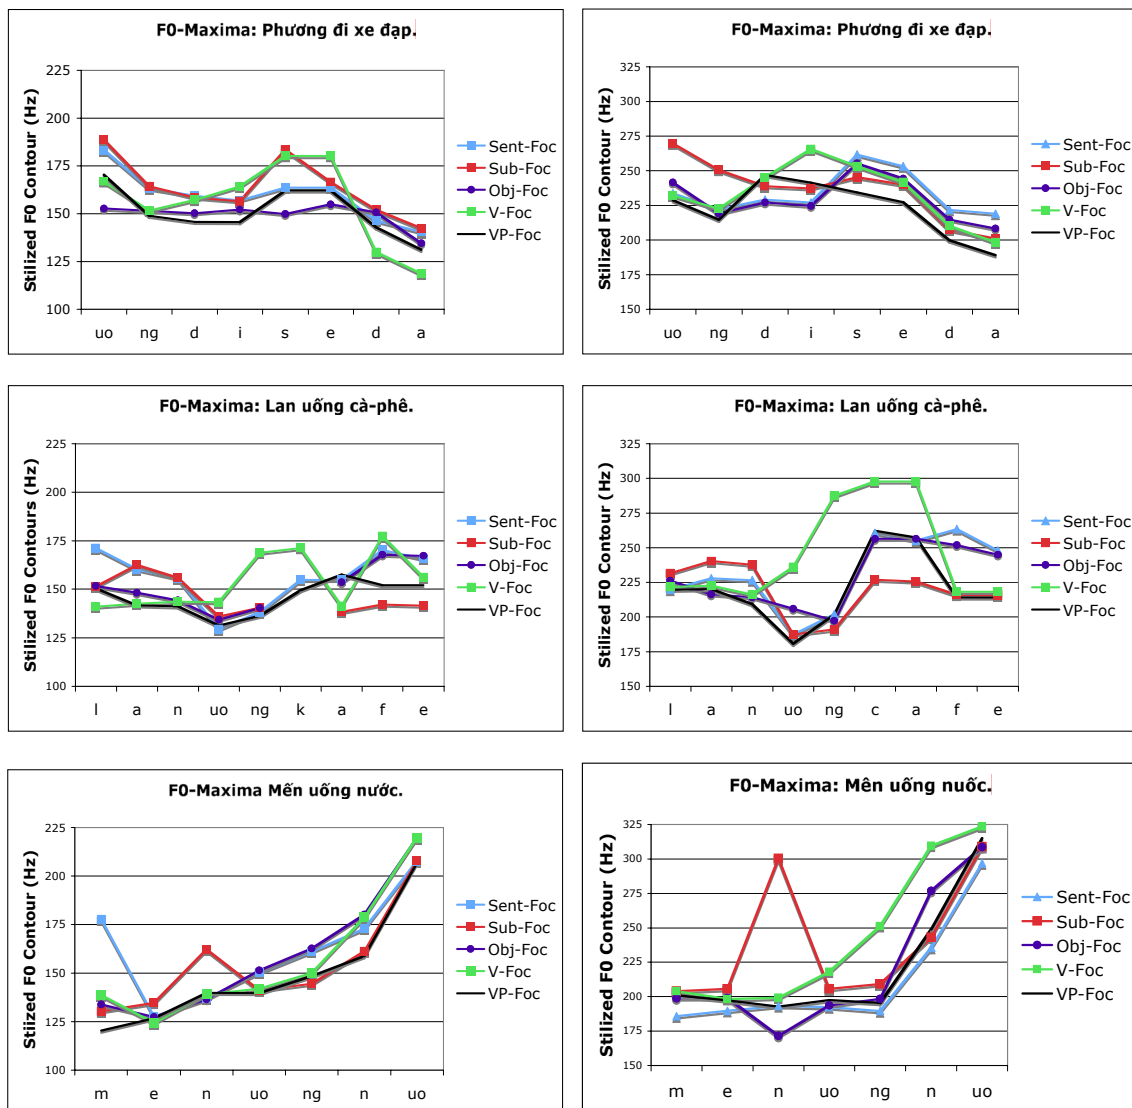 F0-Maxima: Phương đi xe đạp.
Stilized F0 Contour (Hz)
225
200
175
150
125
100
uo ng d i s e d a
Sent-Foc
Sub-Foc
Obj-Foc
V-Foc
VP-Foc
F0-Maxima: Phương đi xe đạp.
Stilized F0 Contour (Hz)
325
300
275
250
225
200
175
150
uo ng d i s e d a
Sent-Foc
Sub-Foc
Obj-Foc
V-Foc
VP-Foc
F0-Maxima: Lan uống cà-phê.
Stilized F0 Contours (Hz)
225
200
175
150
125
100
l a n uo ng k a f e
Sent-Foc
Sub-Foc
Obj-Foc
V-Foc
VP-Foc
F0-Maxima: Lan uống cà-phê.
Stilized F0 Contour (Hz)
325
300
275
250
225
200
175
150
l a n uo ng c a f e
Sent-Foc
Sub-Foc
Obj-Foc
V-Foc
VP-Foc
F0-Maxima Mến uống nước.
Stilized F0 Contour (Hz)
225
200
175
150
125
100
m e n uo ng n uo
Sent-Foc
Sub-Foc
Obj-Foc
V-Foc
VP-Foc
F0-Maxima: Mên uống nuốc.
Stilized F0 Contour (Hz)
325
300
275
250
225
200
175
150
m e n uo ng n uo
Sent-Foc
Sub-Foc
Obj-Foc
V-Foc
VP-Foc